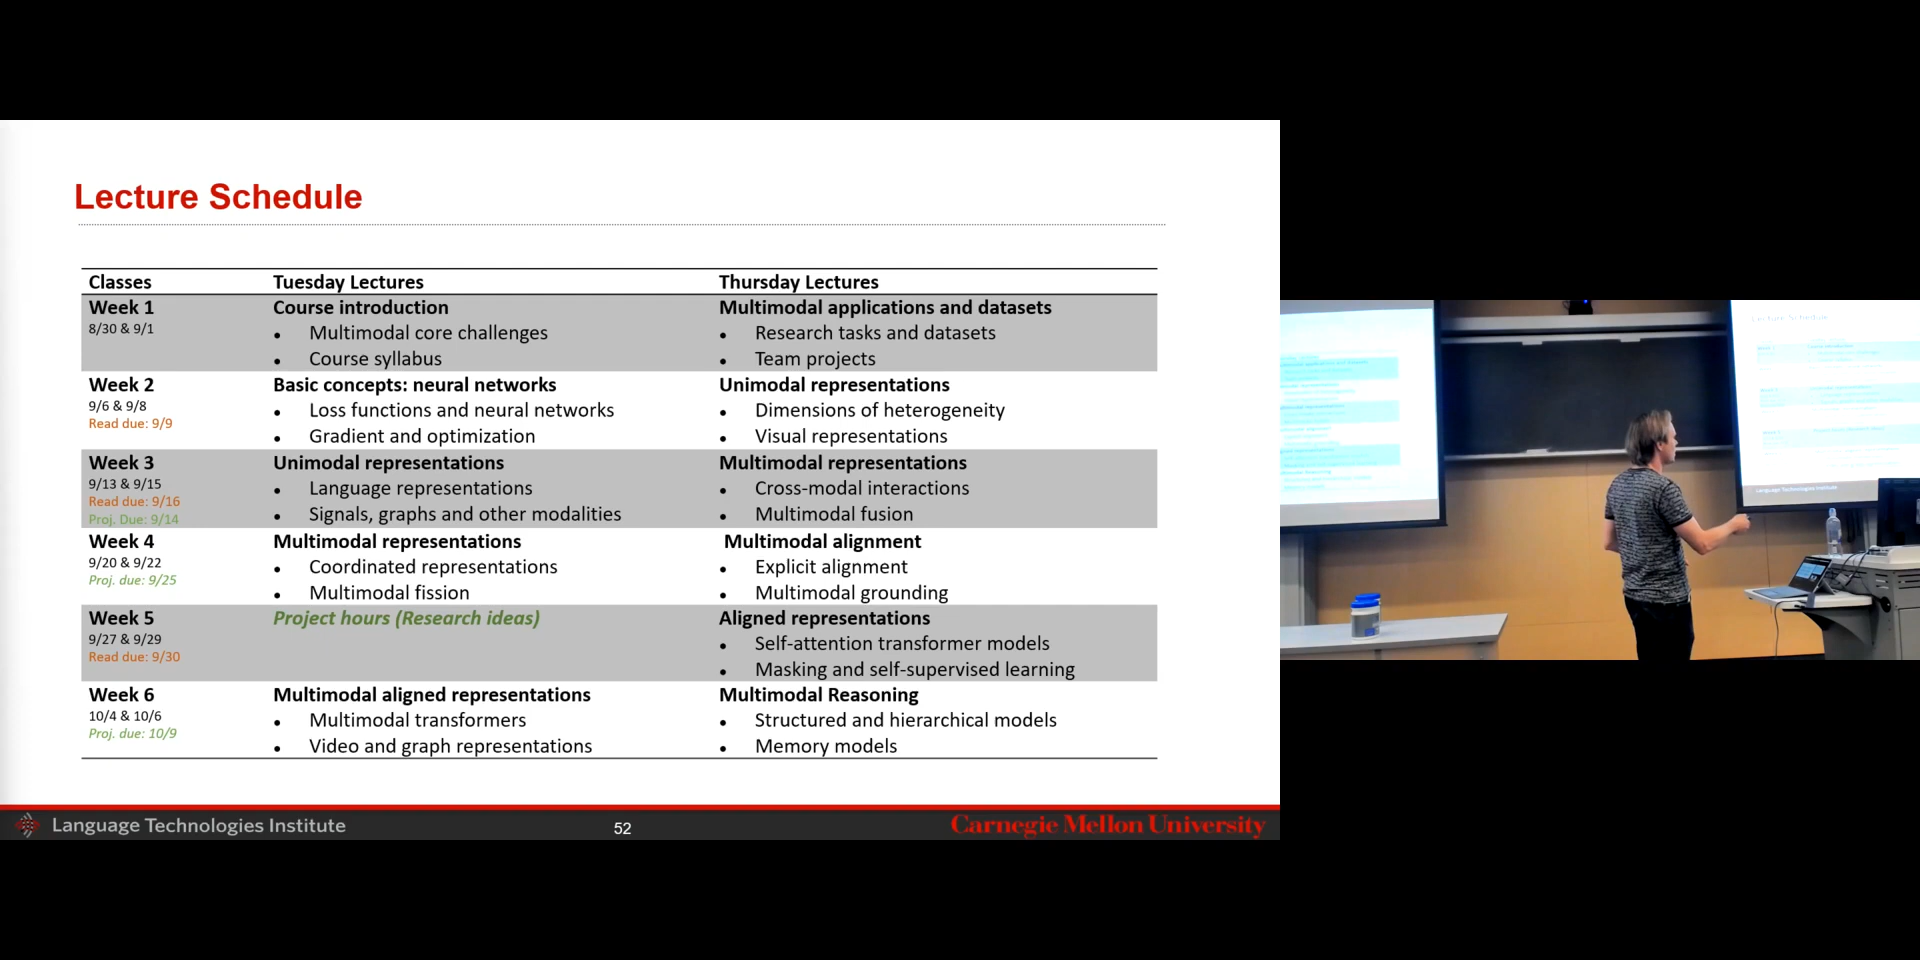 Lecture Schedule
Classes Tuesday Lectures Thursday Lectures
Week 1 Course introduction Multimodal applications and datasets
8/30 & 9/1 • Multimodal core challenges • Research tasks and datasets
• Course syllabus • Team projects
Week 2 Basic concepts: neural networks Unimodal representations
9/6 & 9/8 • Loss functions and neural networks • Dimensions of heterogeneity
Read due: 9/9 • Gradient and optimization • Visual representations
Week 3 Unimodal representations Multimodal representations
9/13 & 9/15 • Language representations • Cross-modal interactions
Read due: 9/16 • Signals, graphs and other modalities • Multimodal fusion
Proj. Due: 9/14
Week 4 Multimodal representations Multimodal alignment
9/20 & 9/22 • Coordinated representations • Explicit alignment
Proj. due: 9/25 • Multimodal fission • Multimodal grounding
Week 5 Project hours (Research ideas) Aligned representations
9/27 & 9/29 • Self-attention transformer models
Read due: 9/30 • Masking and self-supervised learning
Week 6 Multimodal aligned representations Multimodal Reasoning
10/4 & 10/6 • Multimodal transformers • Structured and hierarchical models
Proj. due: 10/9 • Video and graph representations • Memory models
Language Technologies Institute 52 Carnegie Mellon University
Lecture Schedule
Language Technologies Institute